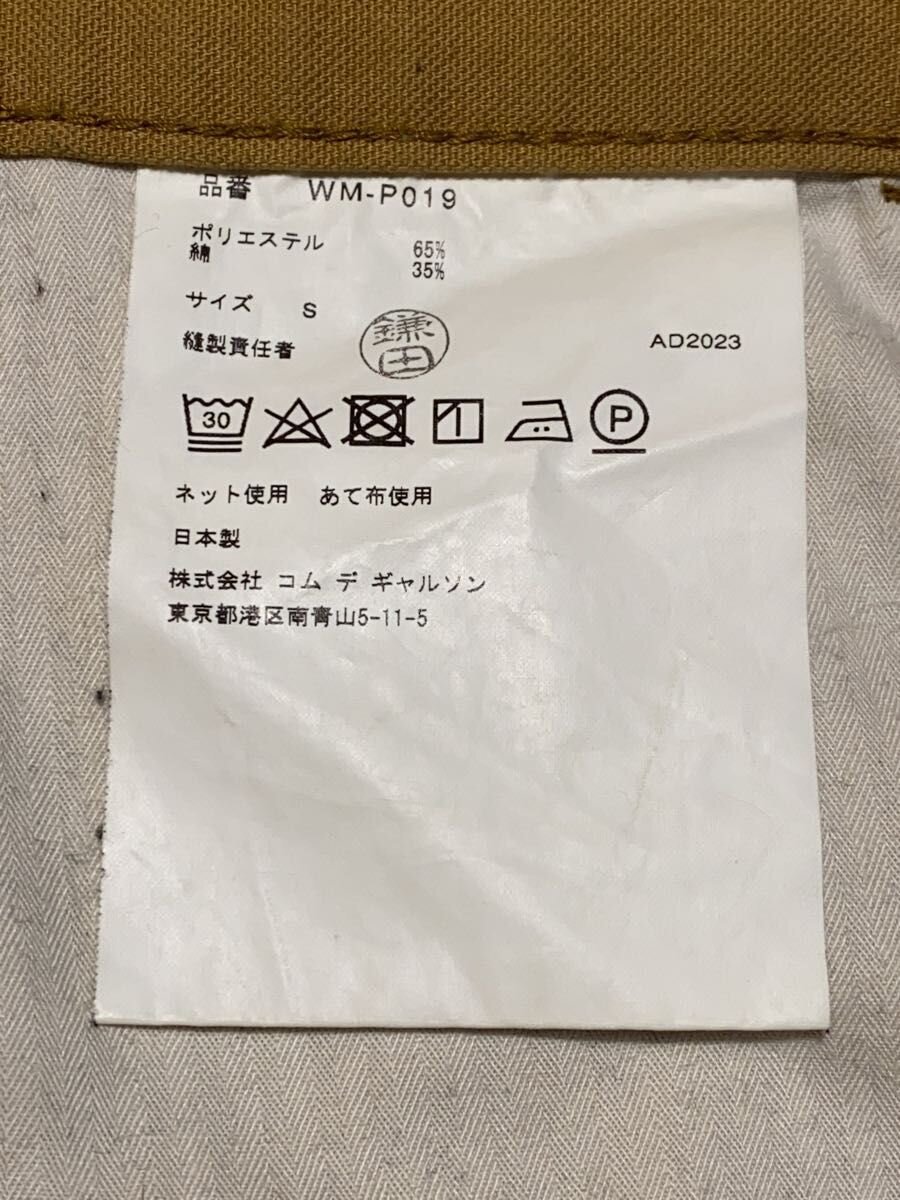 品番 WM-P019
ポリエステル 65%
綿 35%
サイズ S
縫製責任者 鎌田 AD2023
30 P
ネット使用 あて布使用
日本製
株式会社 コム デ ギャルソン
東京都港区南青山5-11-5